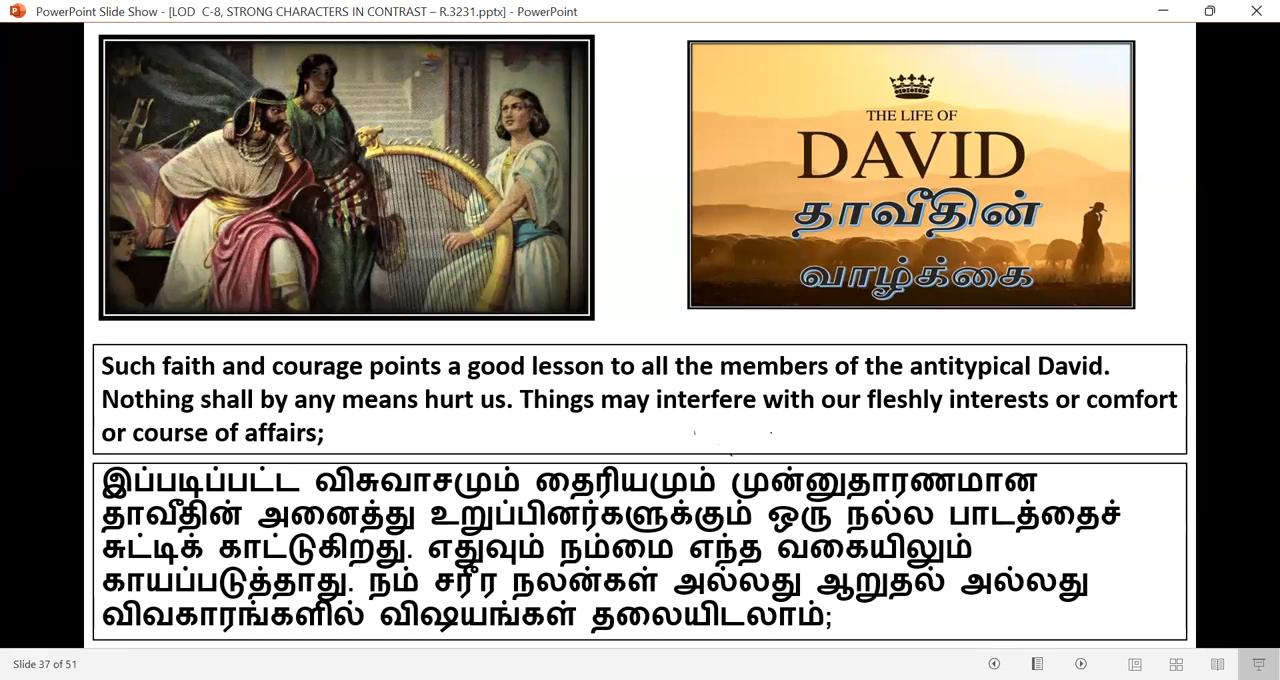 PowerPoint Slide Show - [LOD C-8, STRONG CHARACTERS IN CONTRAST – R.3231.pptx] - PowerPoint
THE LIFE OF
DAVID
தாவீதின்
வாழ்க்கை
Such faith and courage points a good lesson to all the members of the antitypical David.
Nothing shall by any means hurt us. Things may interfere with our fleshly interests or comfort
or course of affairs;
இப்படிப்பட்ட விசுவாசமும் தைரியமும் முன்னுதாரணமான
தாவீதின் அனைத்து உறுப்பினர்களுக்கும் ஒரு நல்ல பாடத்தைச்
சுட்டிக் காட்டுகிறது. எதுவும் நம்மை எந்த வகையிலும்
காயப்படுத்தாது. நம் சரீர நலன்கள் அல்லது ஆறுதல் அல்லது
விவகாரங்களில் விஷயங்கள் தலையிடலாம்;
Slide 37 of 51